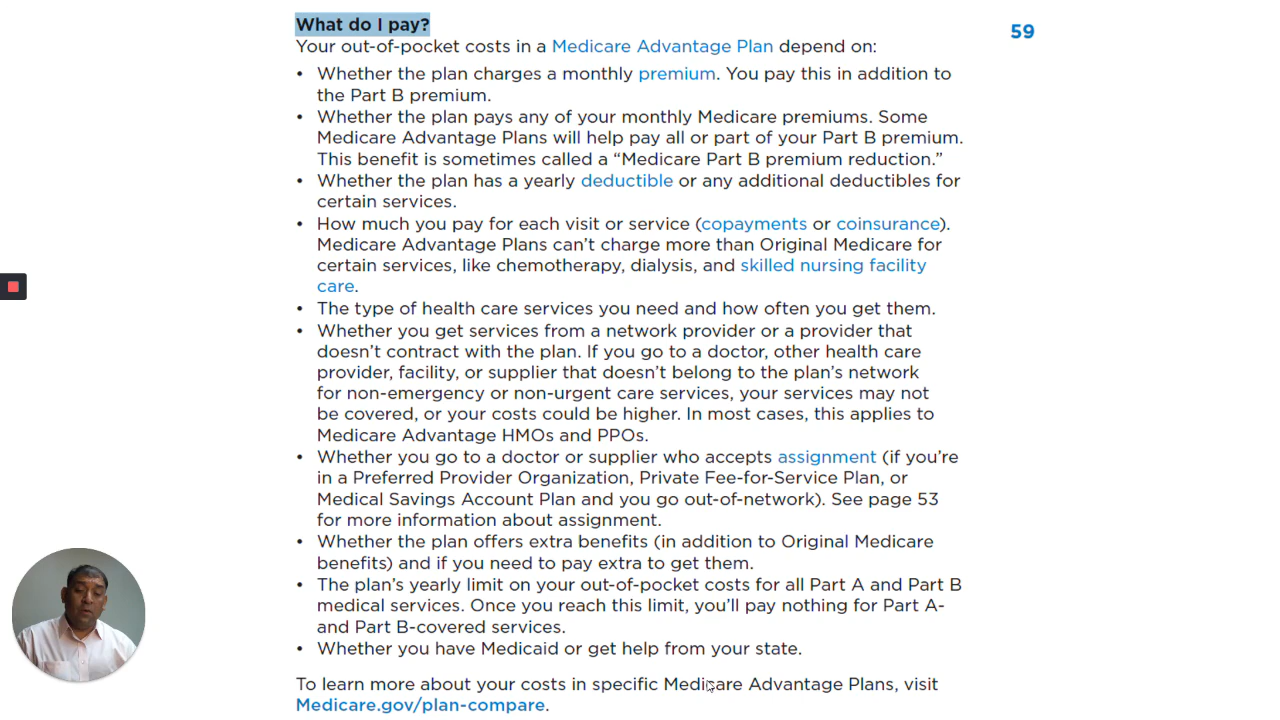 What do I pay?
59
Your out-of-pocket costs in a Medicare Advantage Plan depend on:
• Whether the plan charges a monthly premium. You pay this in addition to
the Part B premium.
• Whether the plan pays any of your monthly Medicare premiums. Some
Medicare Advantage Plans will help pay all or part of your Part B premium.
This benefit is sometimes called a “Medicare Part B premium reduction.”
• Whether the plan has a yearly deductible or any additional deductibles for
certain services.
• How much you pay for each visit or service (copayments or coinsurance).
Medicare Advantage Plans can’t charge more than Original Medicare for
certain services, like chemotherapy, dialysis, and skilled nursing facility
care.
• The type of health care services you need and how often you get them.
• Whether you get services from a network provider or a provider that
doesn’t contract with the plan. If you go to a doctor, other health care
provider, facility, or supplier that doesn’t belong to the plan’s network
for non-emergency or non-urgent care services, your services may not
be covered, or your costs could be higher. In most cases, this applies to
Medicare Advantage HMOs and PPOs.
• Whether you go to a doctor or supplier who accepts assignment (if you’re
in a Preferred Provider Organization, Private Fee-for-Service Plan, or
Medical Savings Account Plan and you go out-of-network). See page 53
for more information about assignment.
• Whether the plan offers extra benefits (in addition to Original Medicare
benefits) and if you need to pay extra to get them.
• The plan’s yearly limit on your out-of-pocket costs for all Part A and Part B
medical services. Once you reach this limit, you’ll pay nothing for Part A-
and Part B-covered services.
• Whether you have Medicaid or get help from your state.
To learn more about your costs in specific Medicare Advantage Plans, visit
Medicare.gov/plan-compare.